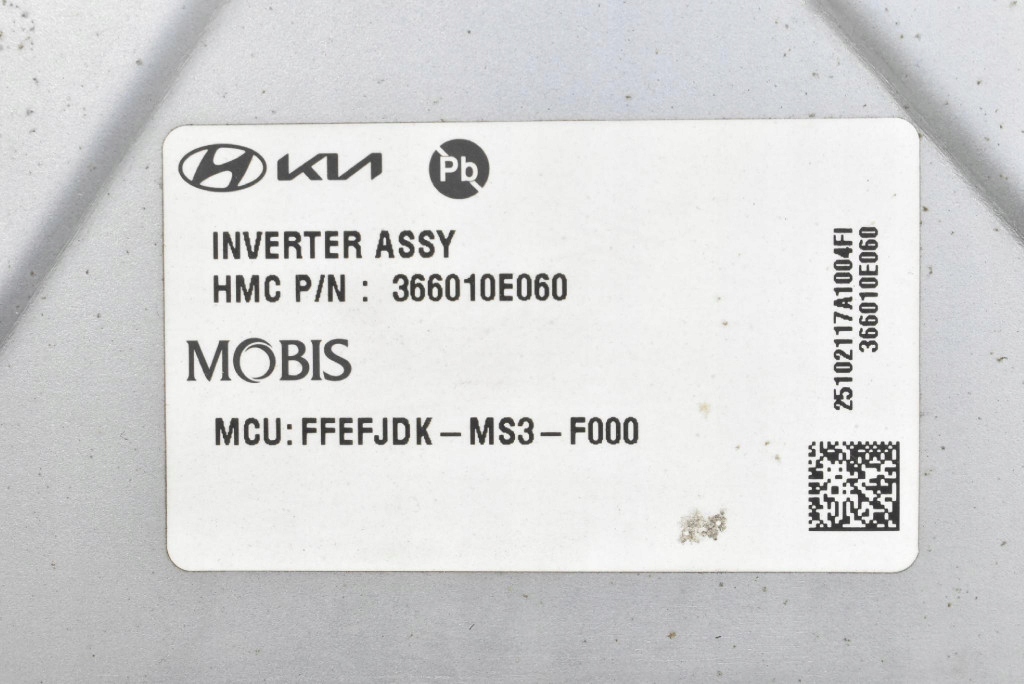 KIA Pb
INVERTER ASSY
HMC P/N : 366010E060
MOBIS
MCU: FFEFJDK-MS3-F000
25102117A1004FI
366010E060